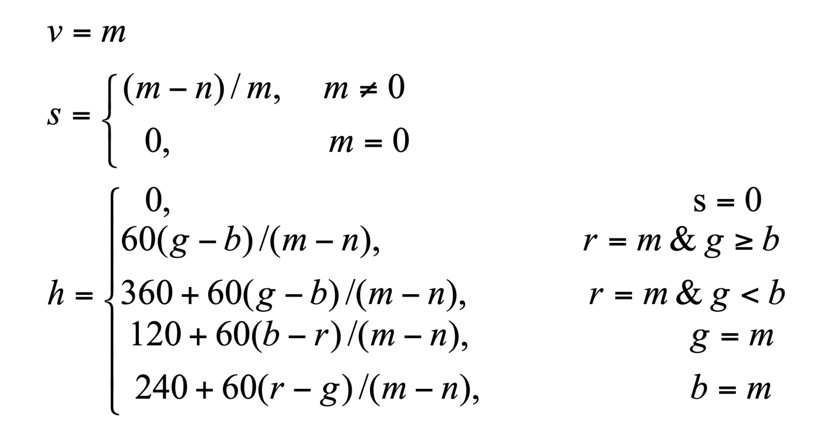 v = m
s = { (m − n) / m, m ≠ 0
0, m = 0
h = { 0, s = 0
60(g − b)/(m − n), r = m & g ≥ b
360 + 60(g − b)/(m − n), r = m & g < b
120 + 60(b − r)/(m − n), g = m
240 + 60(r − g)/(m − n), b = m